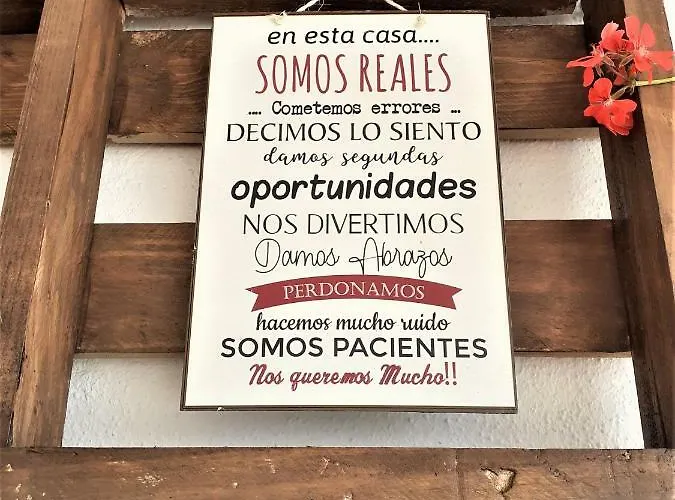 en esta casa....
SOMOS REALES
.... Cometemos errores ...
DECIMOS LO SIENTO
damos segundas
oportunidades
NOS DIVERTIMOS
Damos Abrazos
PERDONAMOS
hacemos mucho ruido
SOMOS PACIENTES
Nos queremos Mucho!!